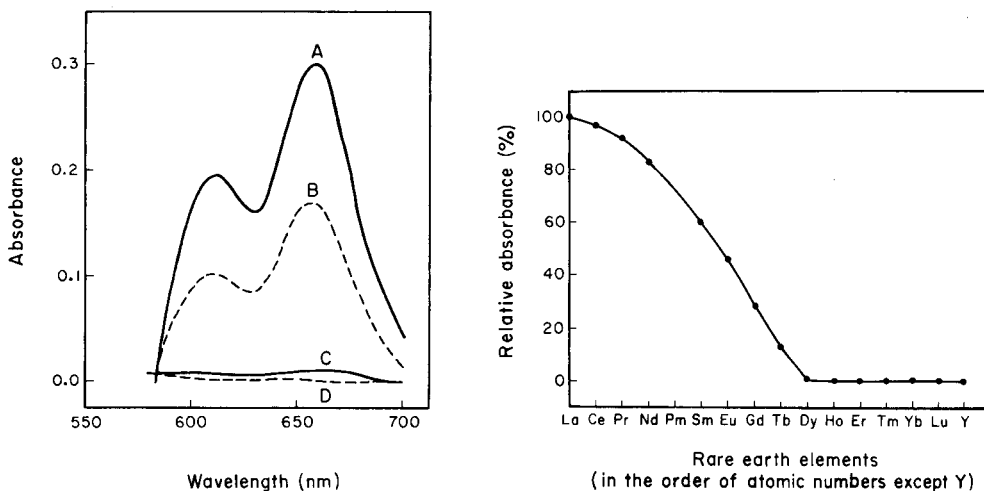 Absorbance
0.3
0.2
0.1
0.0
A
B
C
D
550 600 650 700
Wavelength (nm)
Relative absorbance (%)
100
80
60
40
20
0
La Ce Pr Nd Pm Sm Eu Gd Tb Dy Ho Er Tm Yb Lu Y
Rare earth elements
(in the order of atomic numbers except Y)